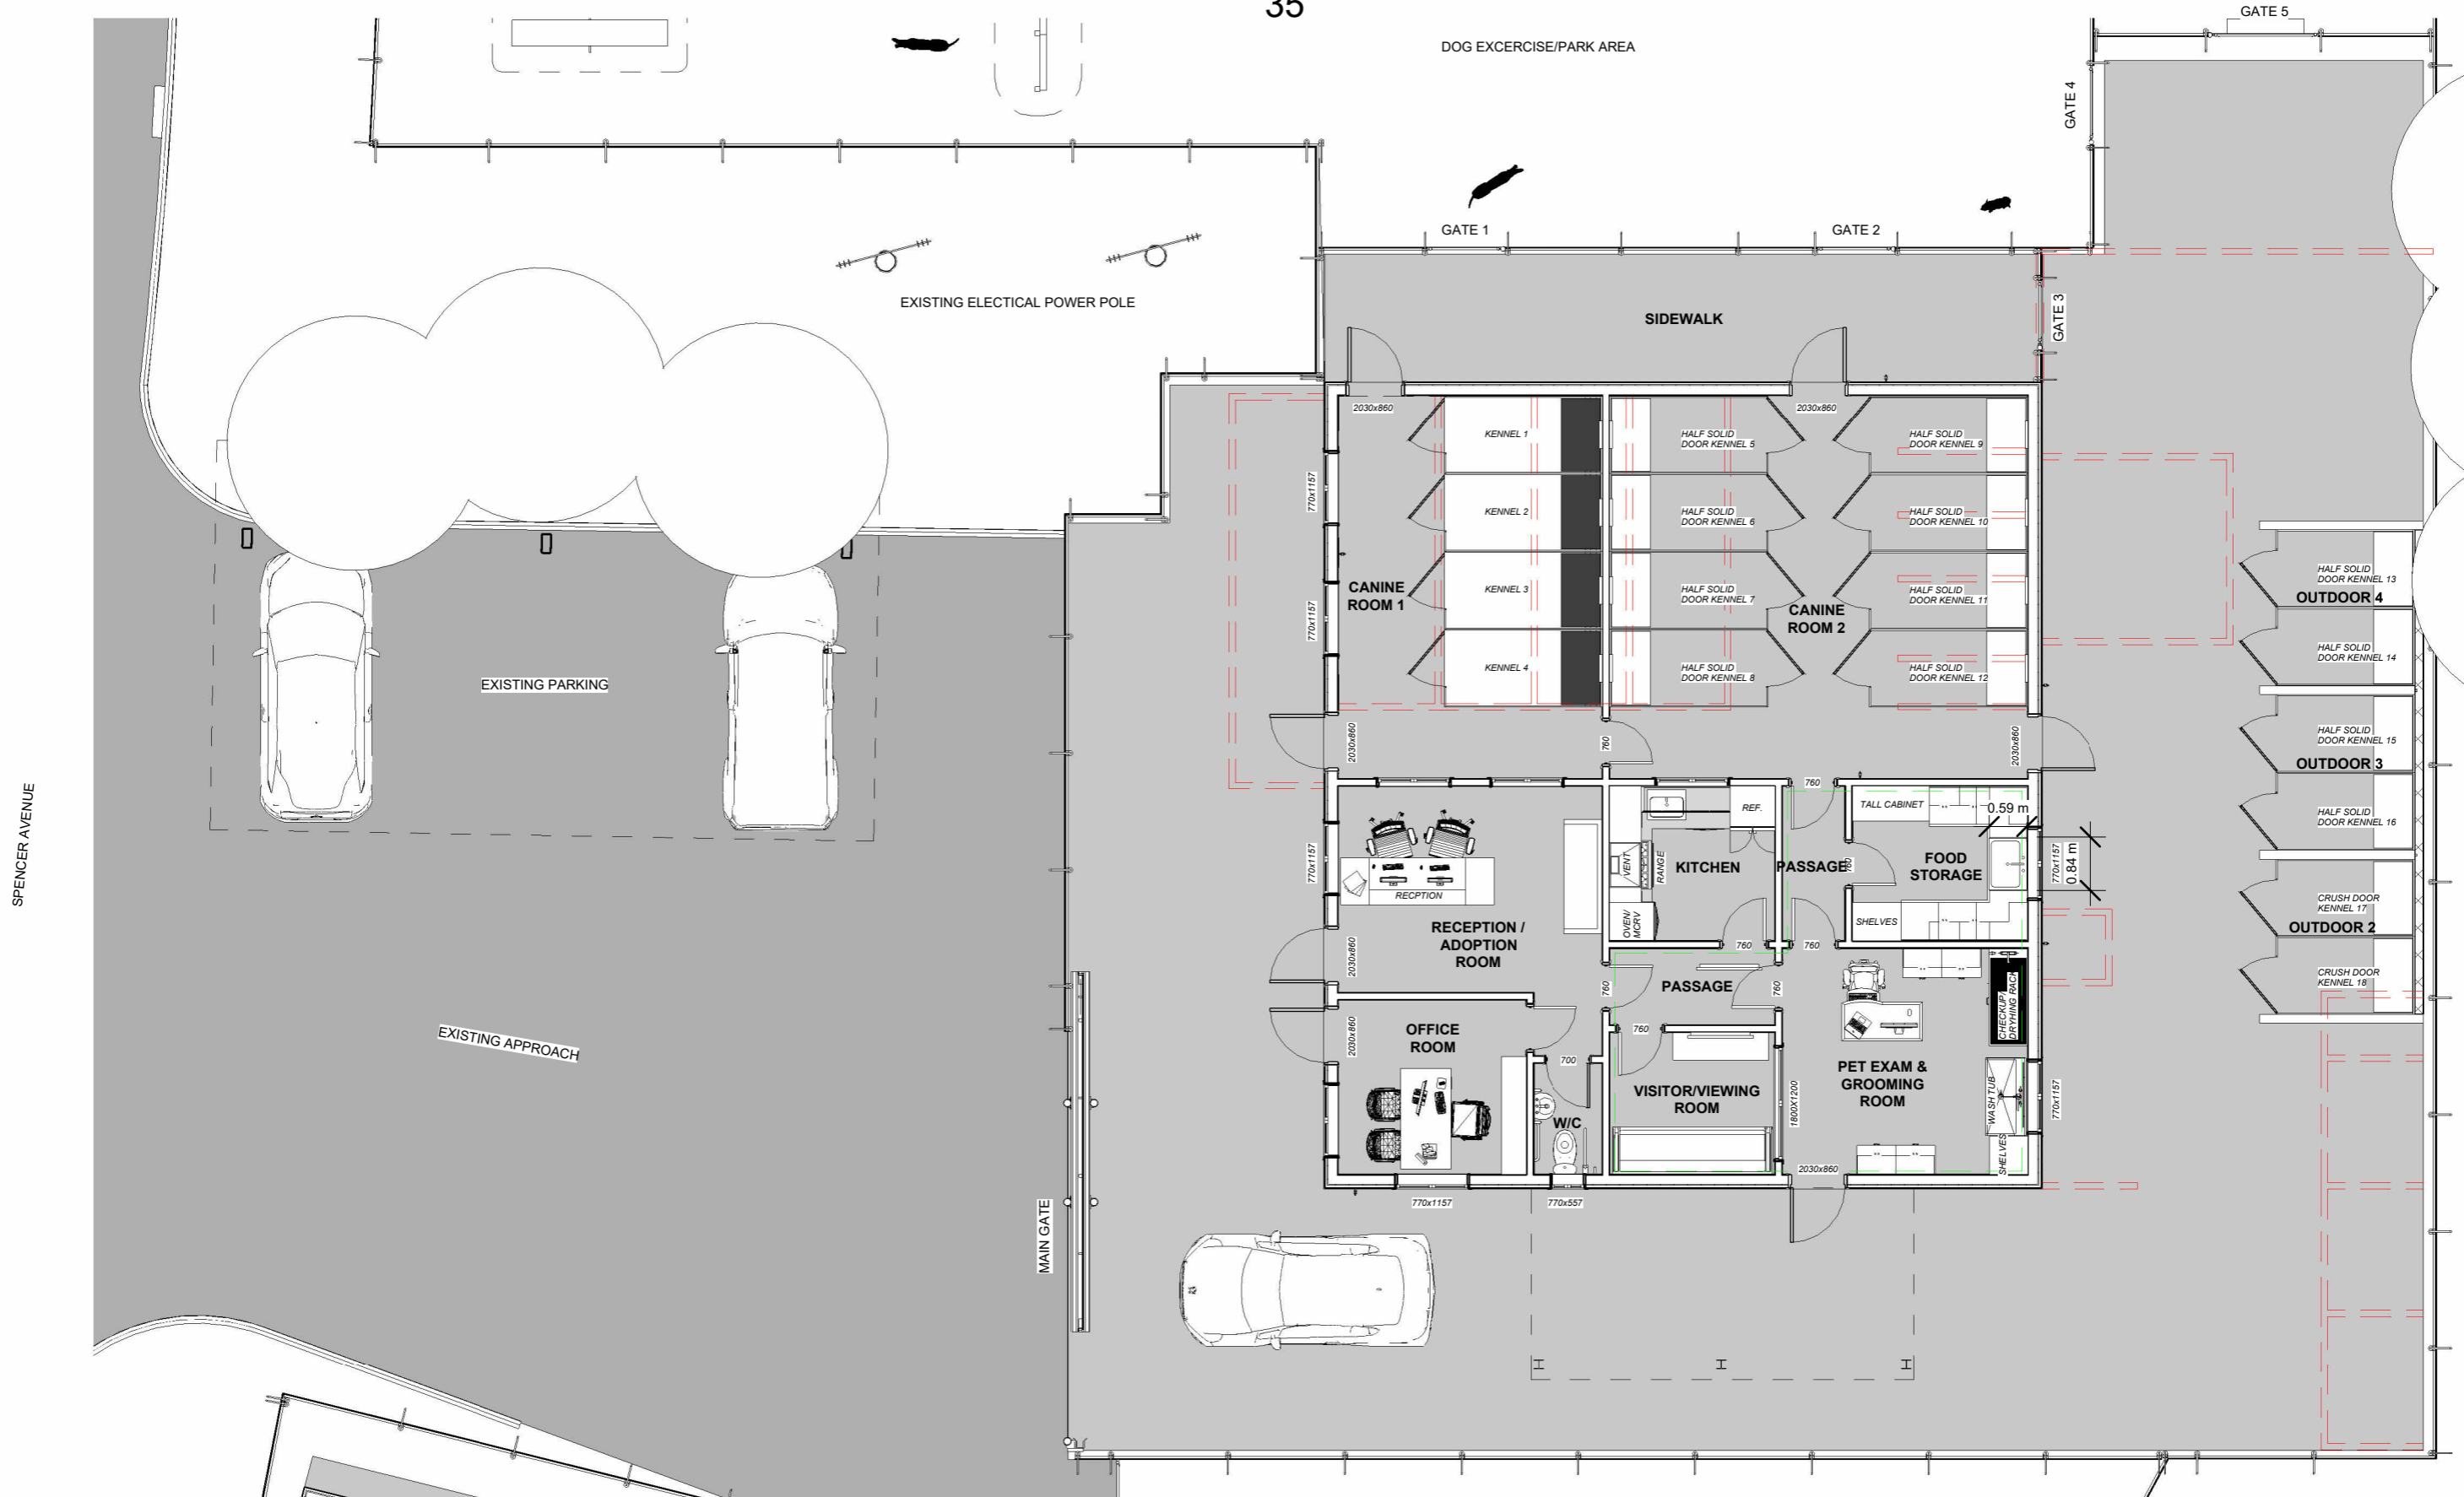 35
GATE 5
DOG EXCERCISE/PARK AREA
GATE 4
GATE 1
GATE 2
EXISTING ELECTICAL POWER POLE
SIDEWALK
GATE 3
2030x860
2030x860
KENNEL 1
HALF SOLID
DOOR KENNEL 5
HALF SOLID
DOOR KENNEL 9
770x1157
KENNEL 2
HALF SOLID
DOOR KENNEL 6
HALF SOLID
DOOR KENNEL 10
CANINE
ROOM 1
770x1157
KENNEL 3
HALF SOLID
DOOR KENNEL 7
CANINE
ROOM 2
HALF SOLID
DOOR KENNEL 11
HALF SOLID
DOOR KENNEL 13
OUTDOOR 4
KENNEL 4
HALF SOLID
DOOR KENNEL 8
HALF SOLID
DOOR KENNEL 12
HALF SOLID
DOOR KENNEL 14
EXISTING PARKING
2030x860
760
2030x860
HALF SOLID
DOOR KENNEL 15
OUTDOOR 3
HALF SOLID
DOOR KENNEL 16
760
REF.
TALL CABINET
0.59 m
SPENCER AVENUE
770x1157
RECPTION
VENT
RANGE
KITCHEN
PASSAGE
760
FOOD
STORAGE
770x1157
0.84 m
OVEN/
MCRV
SHELVES
CRUSH DOOR
KENNEL 17
OUTDOOR 2
RECEPTION /
ADOPTION
ROOM
2030x860
760
760
CRUSH DOOR
KENNEL 18
760
PASSAGE
760
CHECKUP/
DRYHING RACK
EXISTING APPROACH
2030x860
OFFICE
ROOM
760
700
PET EXAM &
GROOMING
ROOM
VISITOR/VIEWING
ROOM
1800X1200
WASH TUB
770x1157
W/C
SHELVES
2030x860
770x1157
770x557
MAIN GATE
H
H
H